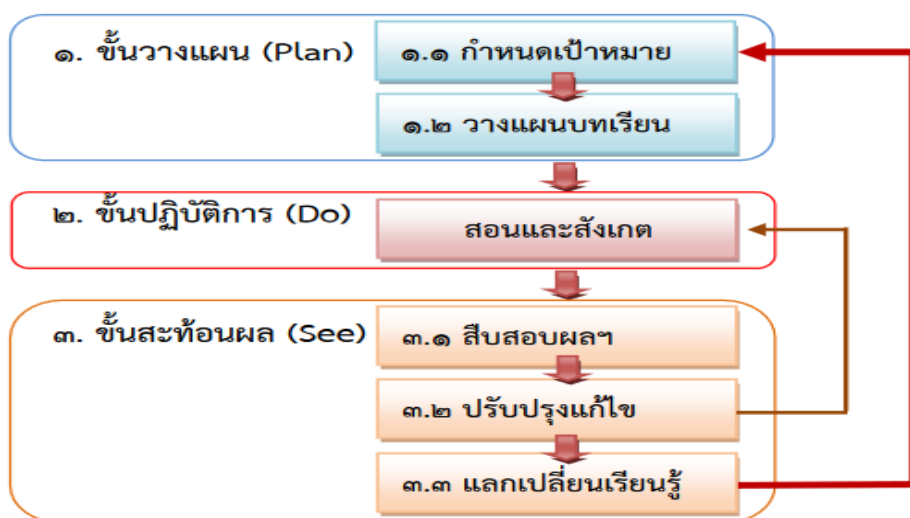 ๑. ขั้นวางแผน (Plan)
๑.๑ กำหนดเป้าหมาย
๑.๒ วางแผนบทเรียน
๒. ขั้นปฏิบัติการ (Do)
สอนและสังเกต
๓. ขั้นสะท้อนผล (See)
๓.๑ สืบสอบผลฯ
๓.๒ ปรับปรุงแก้ไข
๓.๓ แลกเปลี่ยนเรียนรู้